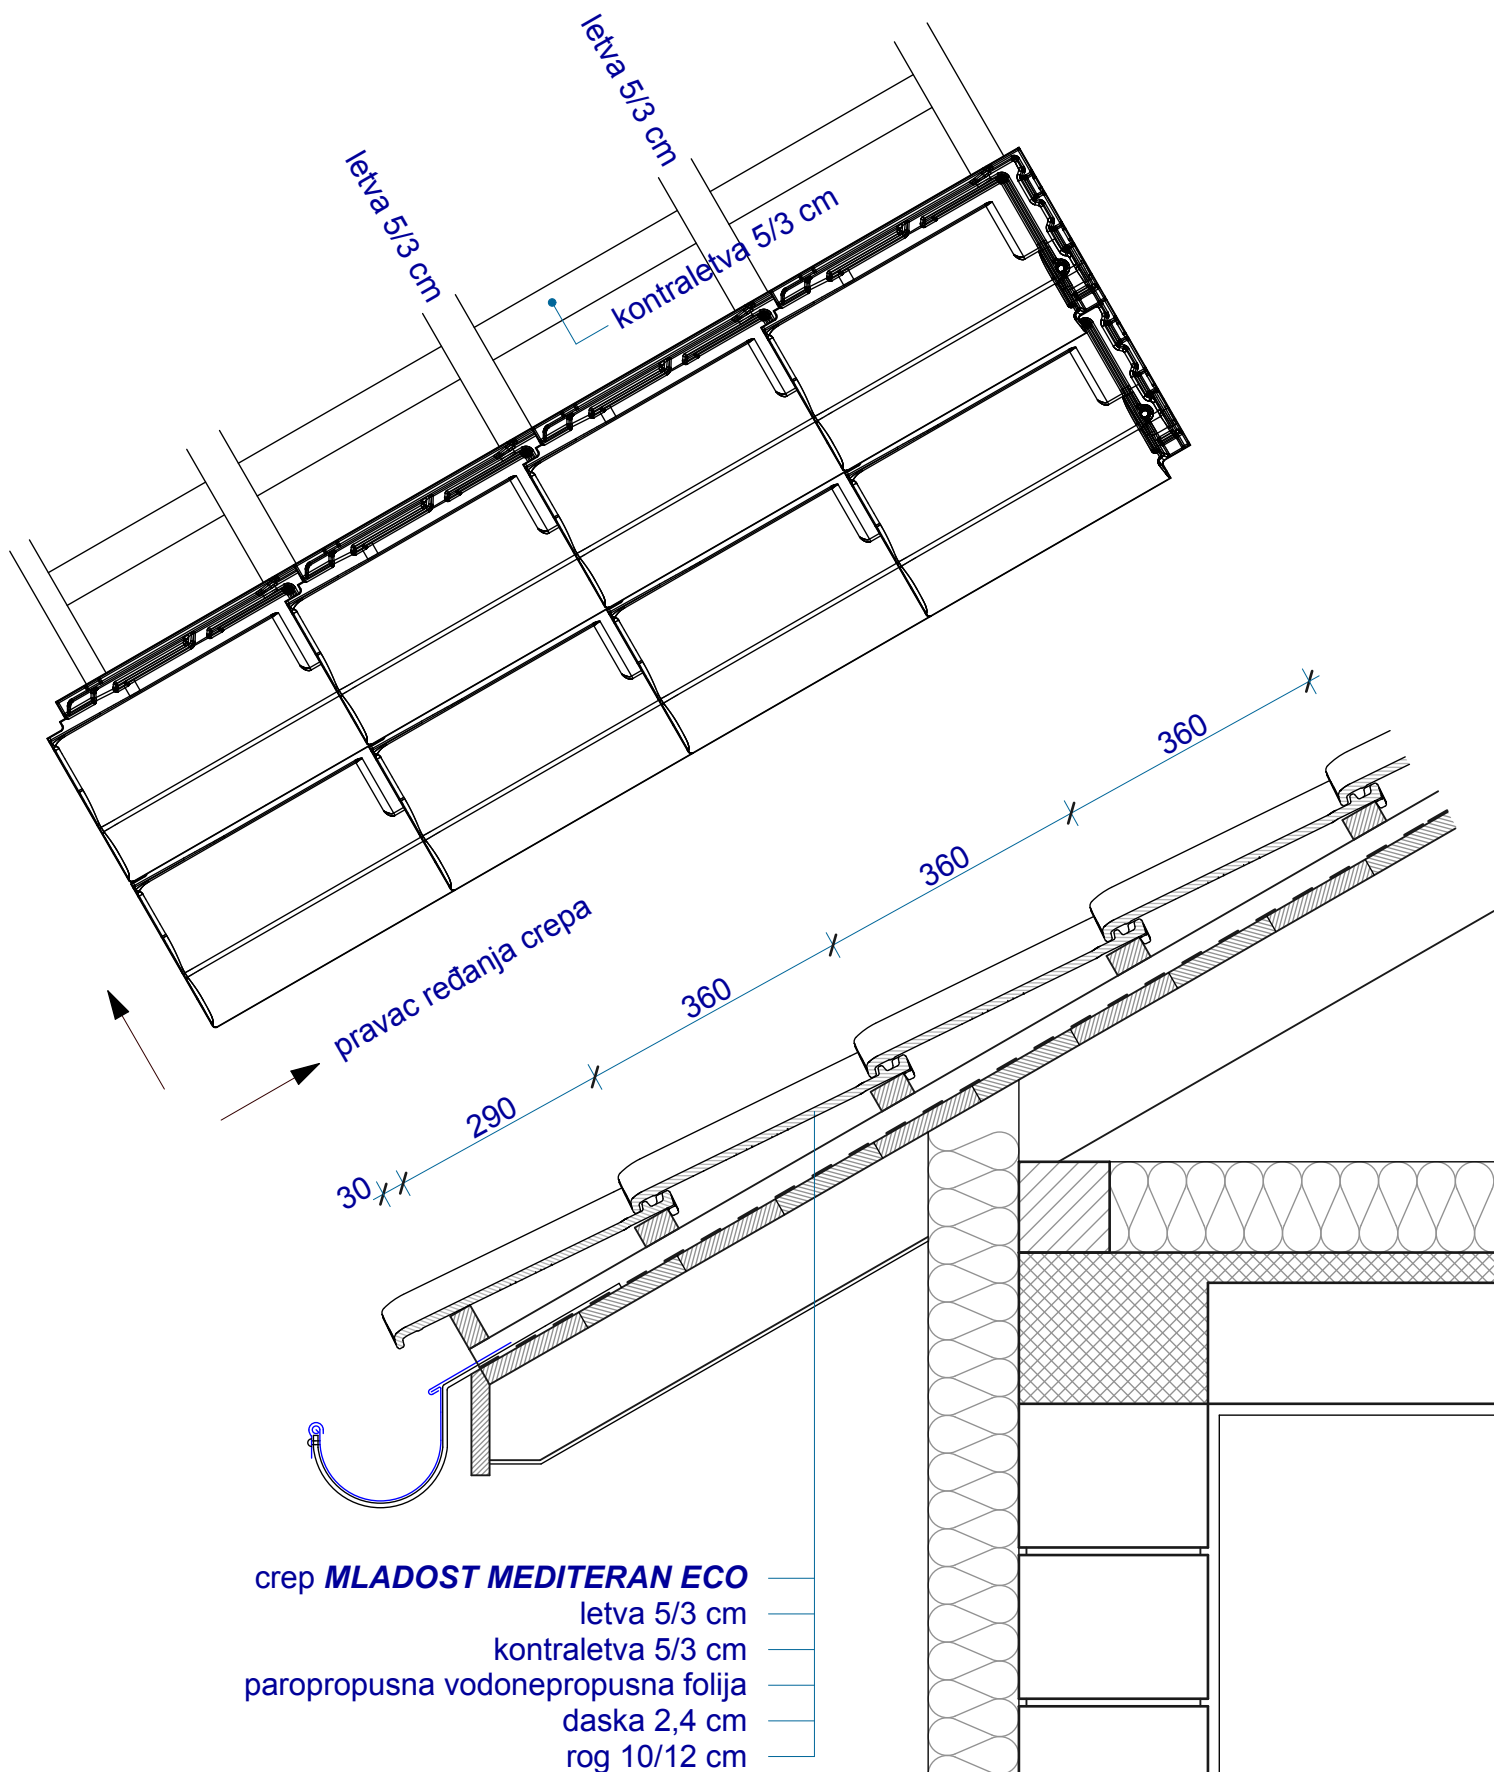 letva 5/3 cm
letva 5/3 cm
kontraletva 5/3 cm
360
360
360
290
30
pravac ređanja crepa
crep MLADOST MEDITERAN ECO
letva 5/3 cm
kontraletva 5/3 cm
paropropusna vodonepropusna folija
daska 2,4 cm
rog 10/12 cm